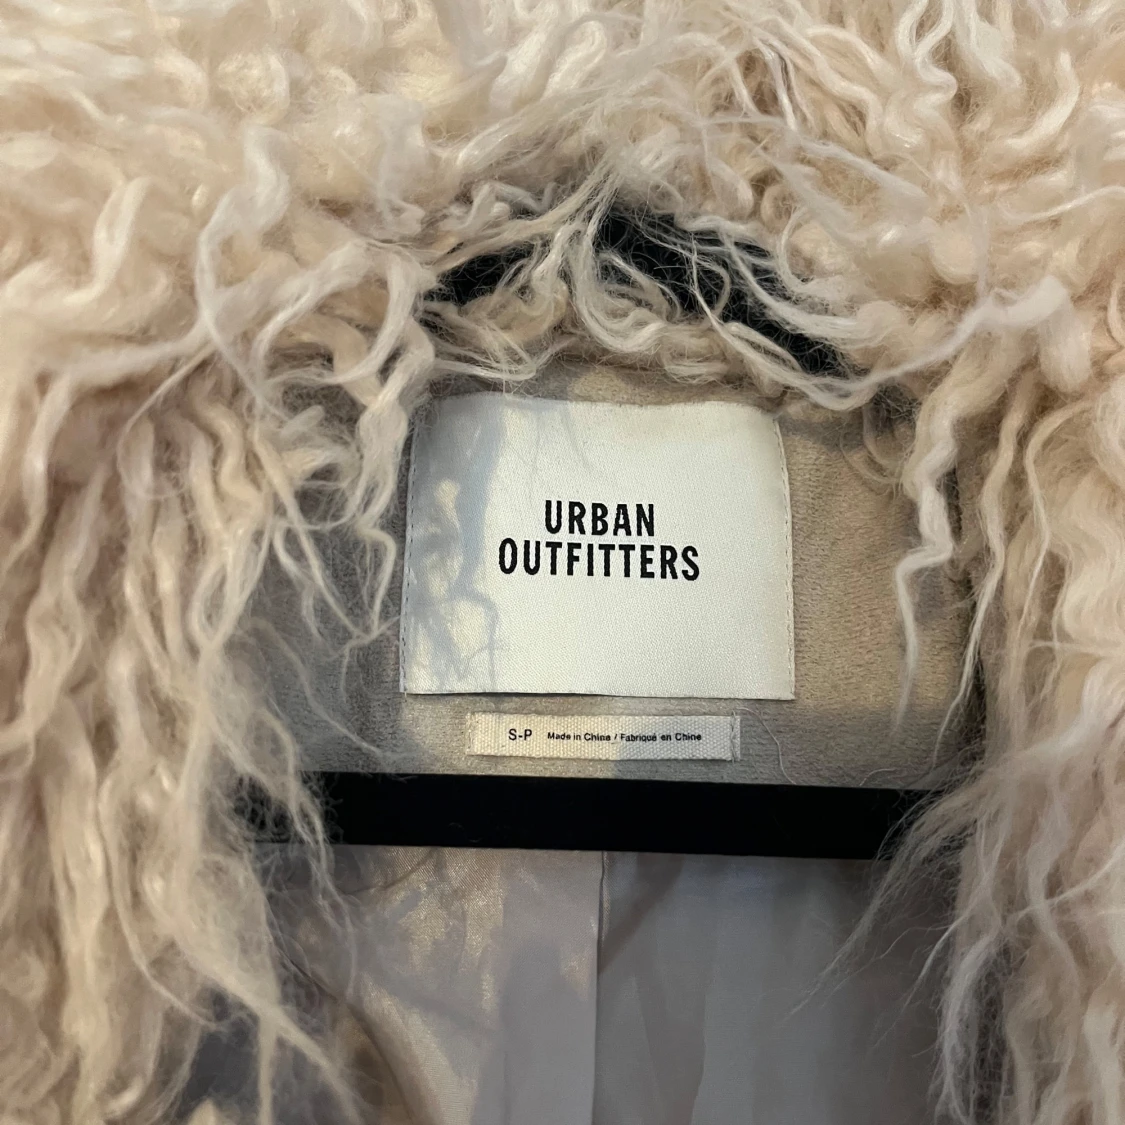 URBAN
OUTFITTERS
S-P Made in China / Fabriqué en Chine